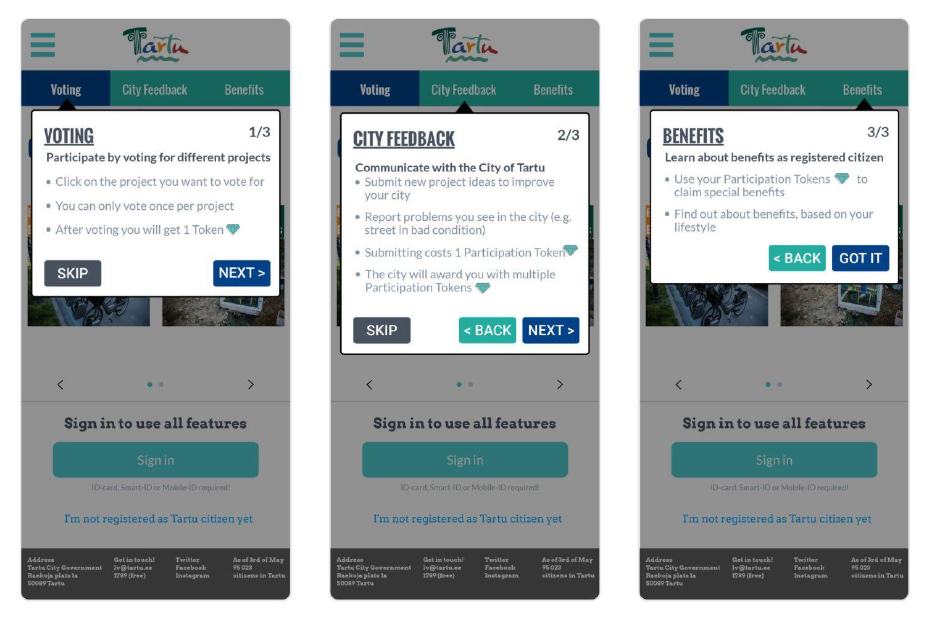 Tartu
Voting City Feedback Benefits
VOTING 1/3
Participate by voting for different projects
• Click on the project you want to vote for
• You can only vote once per project
• After voting you will get 1 Token
SKIP NEXT >
< >
Sign in to use all features
Sign in
ID-card, Smart-ID or Mobile-ID required!
I'm not registered as Tartu citizen yet
Address
Tartu City Government
Raekoja plats 1a
50089 Tartu
Get in touch!
lv@tartu.ee
1789 (free)
Twitter
Facebook
Instagram
As of 3rd of May
95 023
citizens in Tartu
Tartu
Voting City Feedback Benefits
CITY FEEDBACK 2/3
Communicate with the City of Tartu
• Submit new project ideas to improve
your city
• Report problems you see in the city (e.g.
street in bad condition)
• Submitting costs 1 Participation Token
• The city will award you with multiple
Participation Tokens
SKIP < BACK NEXT >
< >
Sign in to use all features
Sign in
ID-card, Smart-ID or Mobile-ID required!
I'm not registered as Tartu citizen yet
Address
Tartu City Government
Raekoja plats 1a
50089 Tartu
Get in touch!
lv@tartu.ee
1789 (free)
Twitter
Facebook
Instagram
As of 3rd of May
95 023
citizens in Tartu
Tartu
Voting City Feedback Benefits
BENEFITS 3/3
Learn about benefits as registered citizen
• Use your Participation Tokens to
claim special benefits
• Find out about benefits, based on your
lifestyle
< BACK GOT IT
< >
Sign in to use all features
Sign in
ID-card, Smart-ID or Mobile-ID required!
I'm not registered as Tartu citizen yet
Address
Tartu City Government
Raekoja plats 1a
50089 Tartu
Get in touch!
lv@tartu.ee
1789 (free)
Twitter
Facebook
Instagram
As of 3rd of May
95 023
citizens in Tartu